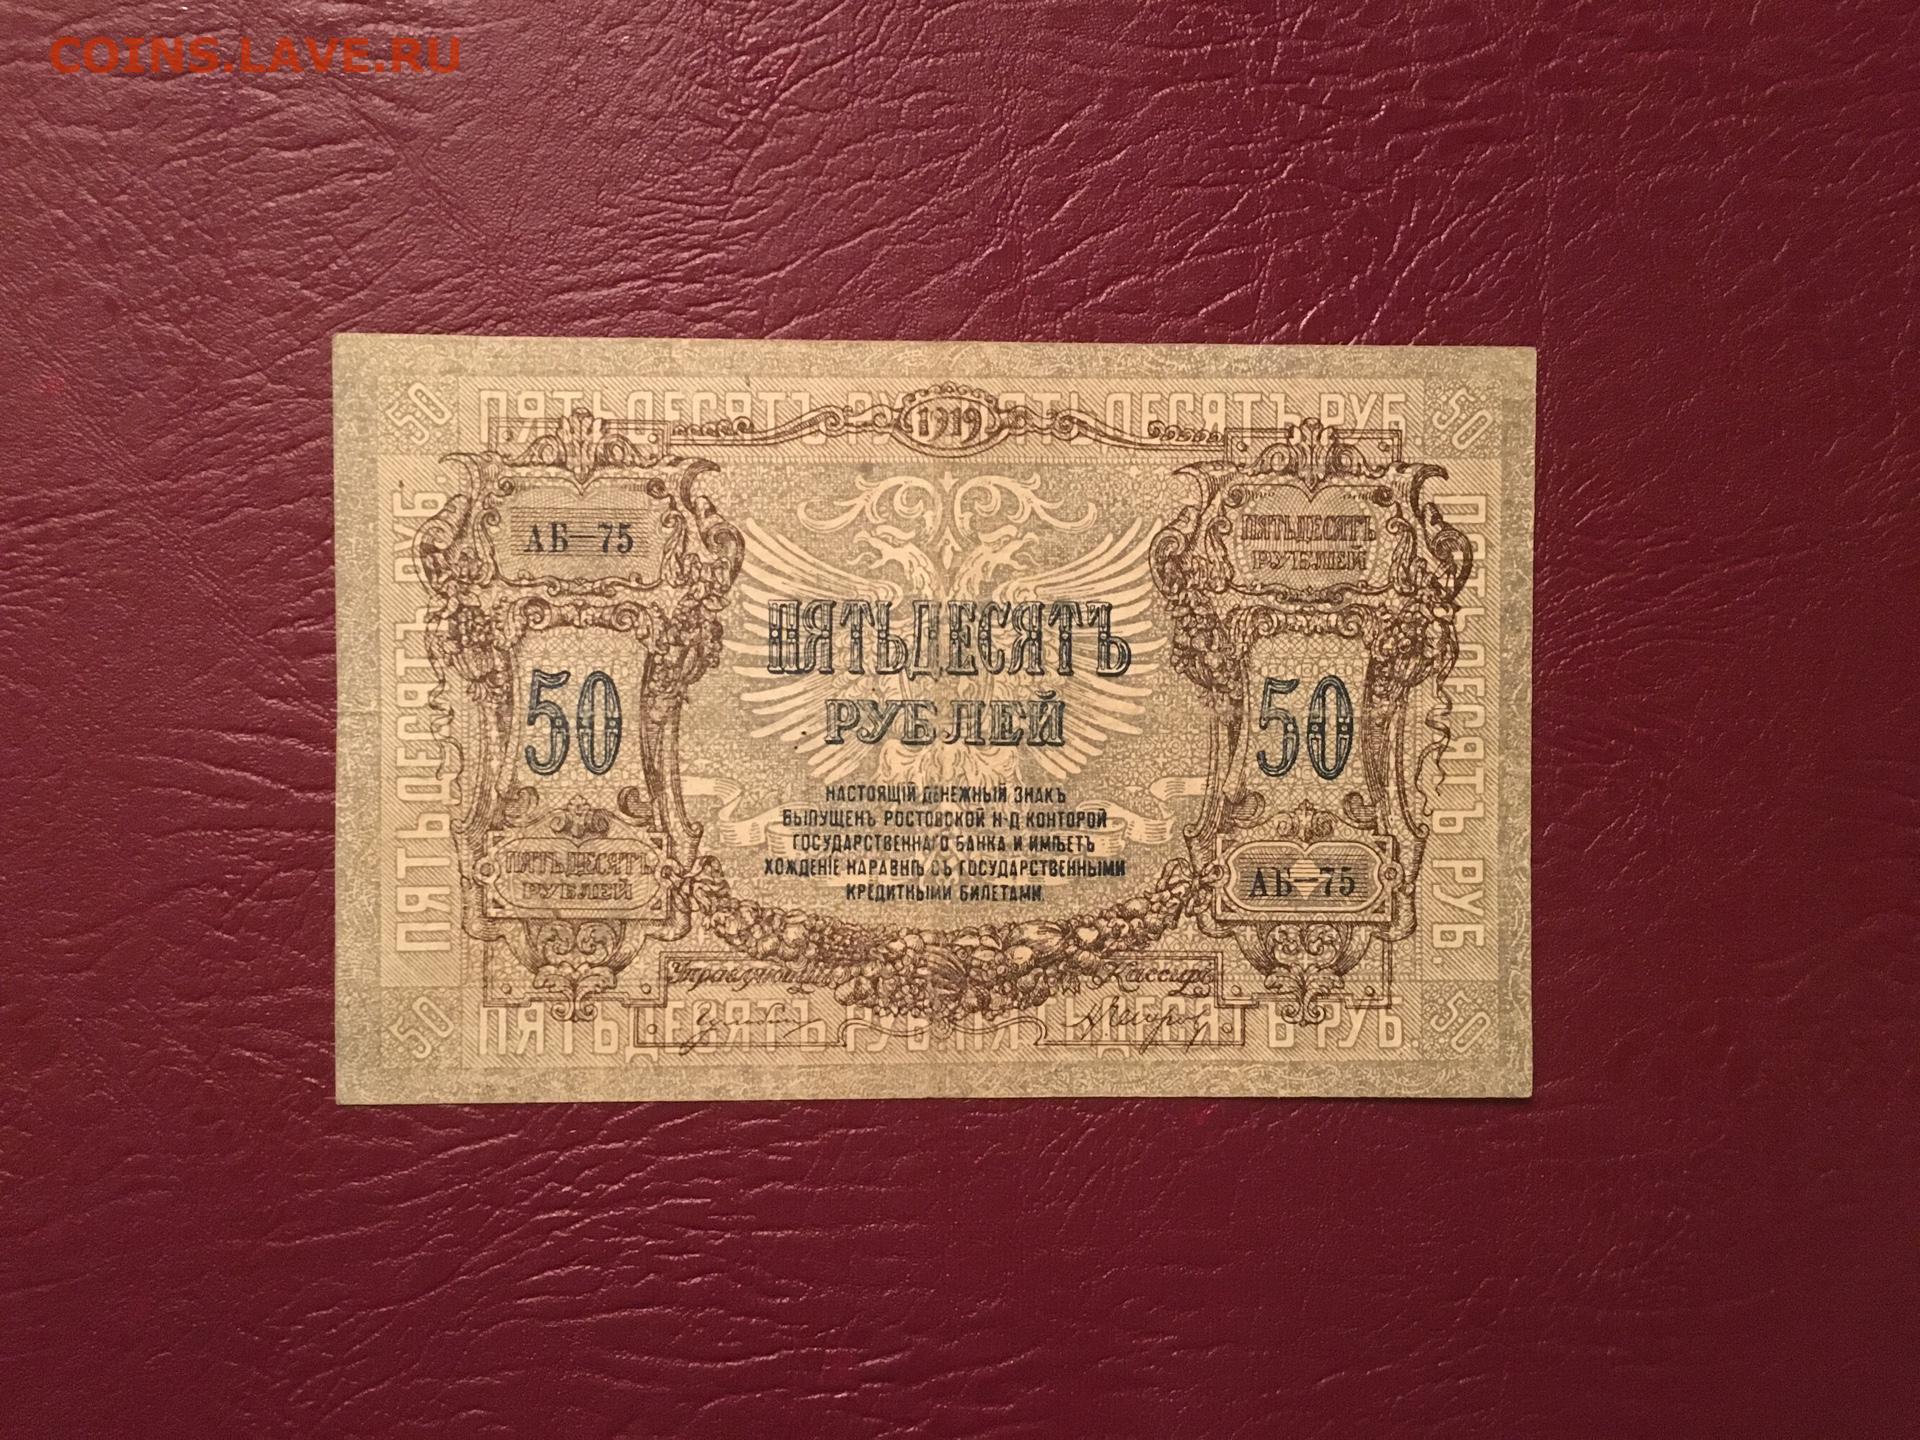 COINS.LAVE.RU
50 ПЯТЬДЕСЯТЪ РУБ. ПЯТЬДЕСЯТЪ РУБ. 50
1919
ПЯТЬДЕСЯТЪ РУБ.
АБ—75
ПЯТЬДЕСЯТЪ
РУБЛЕЙ
ПЯТЬДЕСЯТЪ РУБ.
50
ПЯТЬДЕСЯТЪ
РУБЛЕЙ
50
НАСТОЯЩІЙ ДЕНЕЖНЫЙ ЗНАКЪ
ВЫПУЩЕНЪ РОСТОВСКОЙ Н-Д КОНТОРОЙ
ГОСУДАРСТВЕННАГО БАНКА И ИМѢЕТЪ
ХОЖДЕНІЕ НАРАВНѢ СЪ ГОСУДАРСТВЕННЫМИ
КРЕДИТНЫМИ БИЛЕТАМИ.
ПЯТЬДЕСЯТЪ
РУБЛЕЙ
АБ—75
Управляющій
Кассиръ
50 ПЯТЬДЕСЯТЪ РУБ. ПЯТЬДЕСЯТЪ РУБ. 50